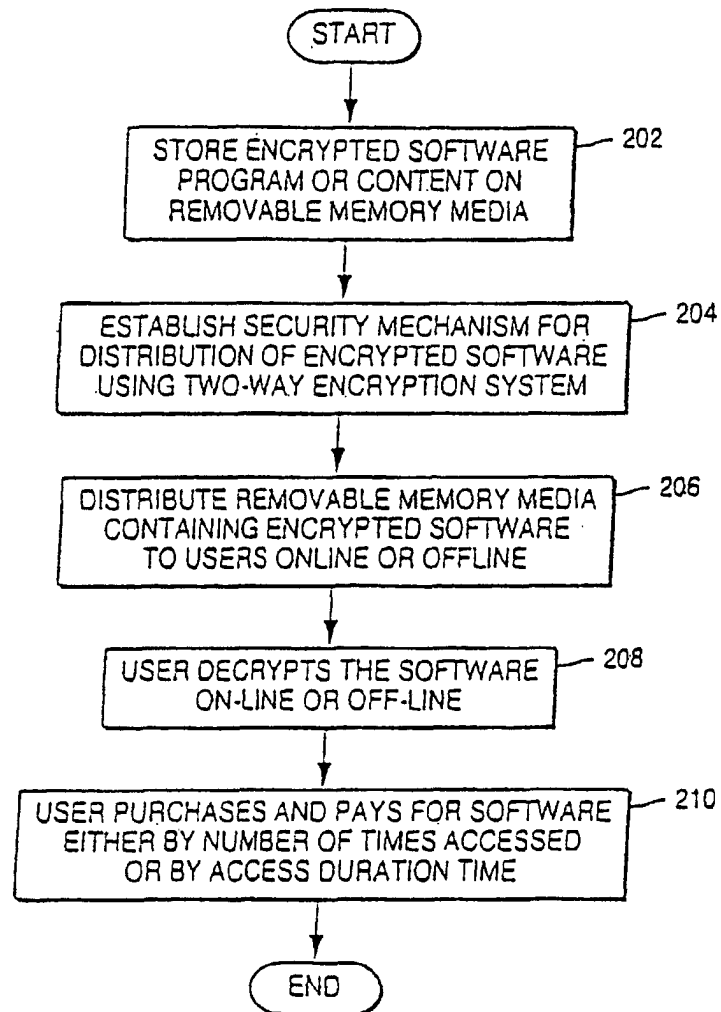 START
STORE ENCRYPTED SOFTWARE
PROGRAM OR CONTENT ON
REMOVABLE MEMORY MEDIA
202
ESTABLISH SECURITY MECHANISM FOR
DISTRIBUTION OF ENCRYPTED SOFTWARE
USING TWO-WAY ENCRYPTION SYSTEM
204
DISTRIBUTE REMOVABLE MEMORY MEDIA
CONTAINING ENCRYPTED SOFTWARE
TO USERS ONLINE OR OFFLINE
206
USER DECRYPTS THE SOFTWARE
ON-LINE OR OFF-LINE
208
USER PURCHASES AND PAYS FOR SOFTWARE
EITHER BY NUMBER OF TIMES ACCESSED
OR BY ACCESS DURATION TIME
210
END